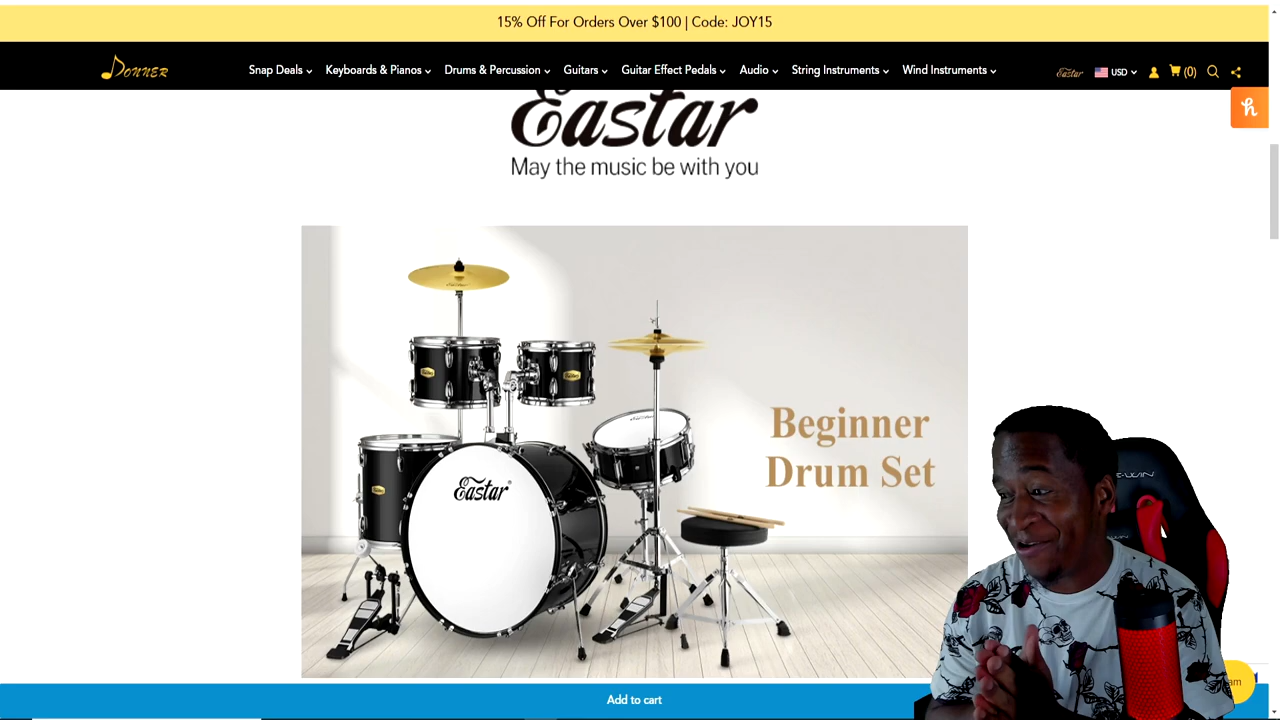 15% Off For Orders Over $100 | Code: JOY15
Donner
Snap Deals
Keyboards & Pianos
Drums & Percussion
Guitars
Guitar Effect Pedals
Audio
String Instruments
Wind Instruments
Eastar
USD
(0)
h
Eastar
May the music be with you
Beginner
Drum Set
Eastar
Add to cart